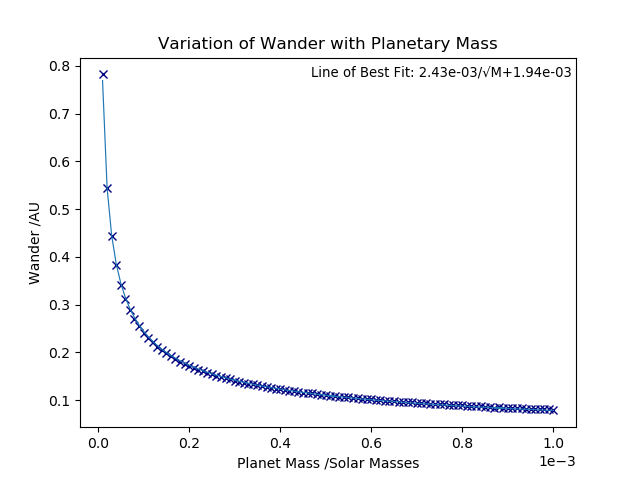 Variation of Wander with Planetary Mass
Line of Best Fit: 2.43e-03/√M+1.94e-03
0.8
0.7
0.6
0.5
0.4
0.3
0.2
0.1
Wander /AU
0.0 0.2 0.4 0.6 0.8 1.0
1e−3
Planet Mass /Solar Masses